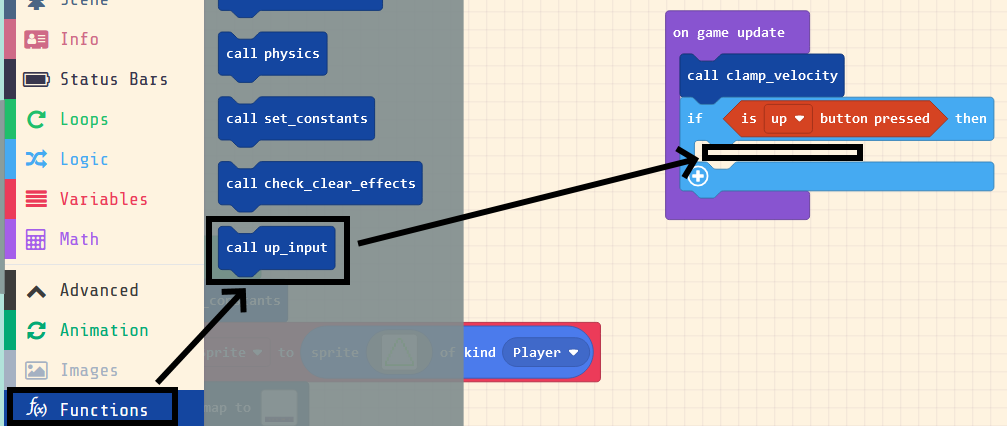 Scene
Info
Status Bars
Loops
Logic
Variables
Math
Advanced
Animation
Images
f(x) Functions
call physics
call set_constants
call check_clear_effects
call up_input
_constants
sprite to sprite of kind Player
map to
on game update
call clamp_velocity
if is up button pressed then